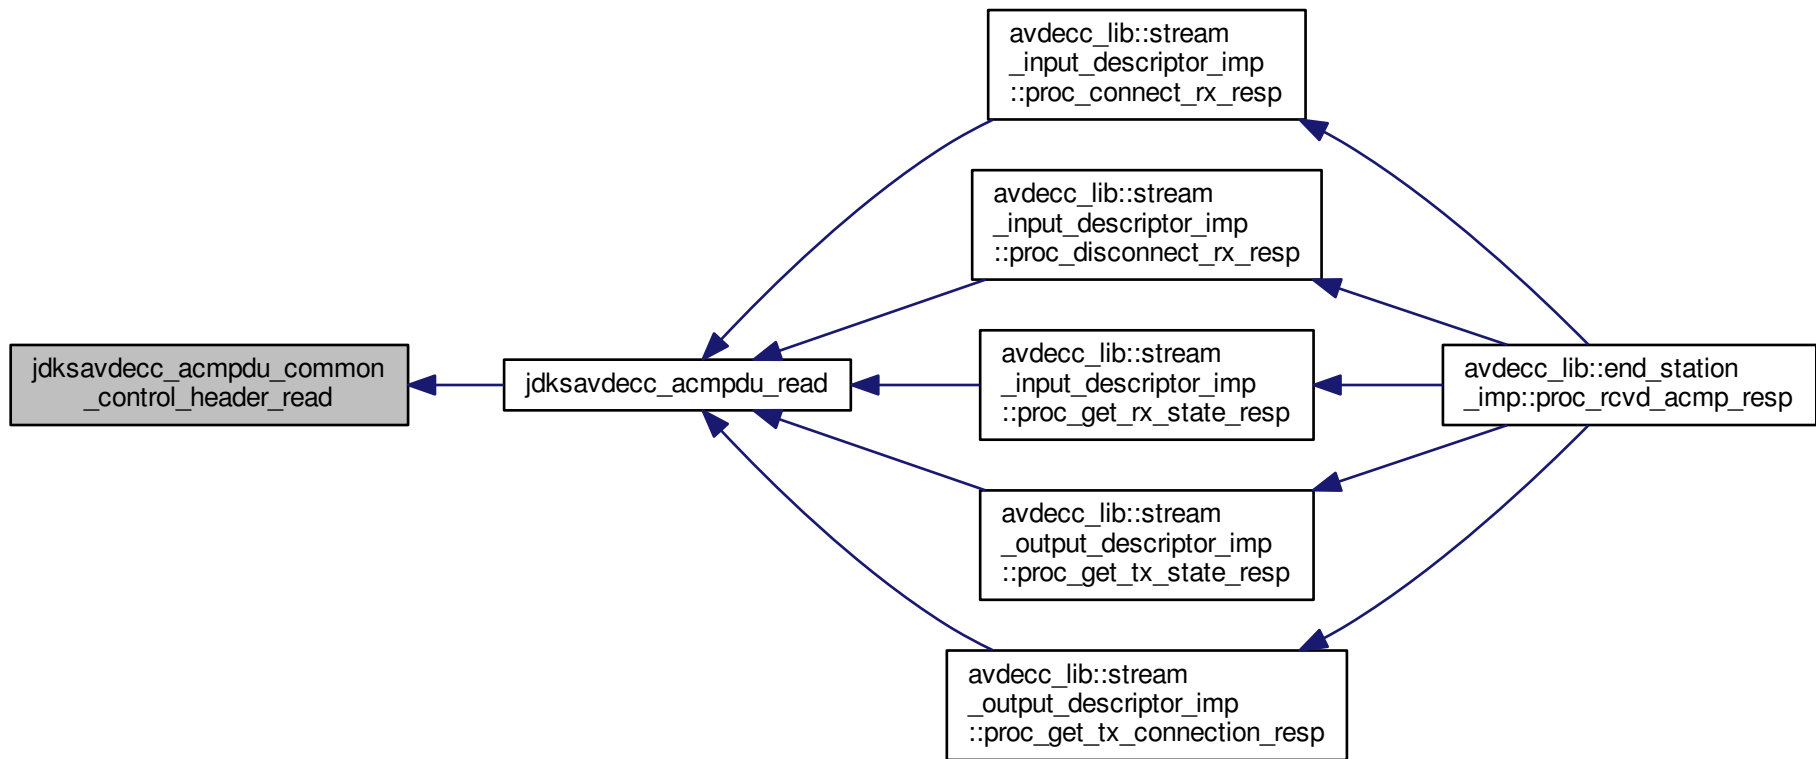 avdecc_lib::stream
_input_descriptor_imp
::proc_connect_rx_resp
avdecc_lib::stream
_input_descriptor_imp
::proc_disconnect_rx_resp
jdksavdecc_acmpdu_common
_control_header_read
jdksavdecc_acmpdu_read
avdecc_lib::stream
_input_descriptor_imp
::proc_get_rx_state_resp
avdecc_lib::end_station
_imp::proc_rcvd_acmp_resp
avdecc_lib::stream
_output_descriptor_imp
::proc_get_tx_state_resp
avdecc_lib::stream
_output_descriptor_imp
::proc_get_tx_connection_resp